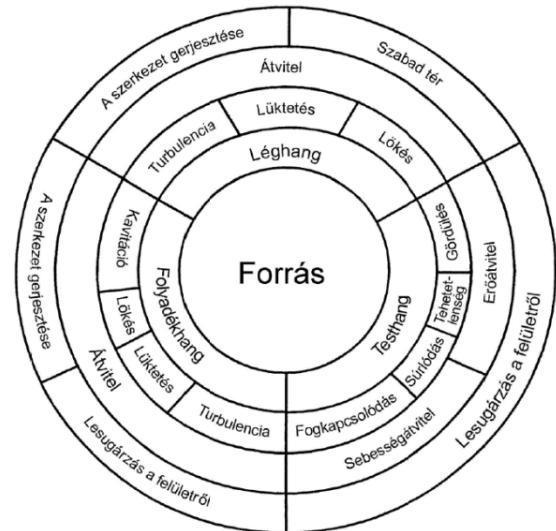 A szerkezet gerjesztése
Szabad tér
Átvitel
Turbulencia
Lüktetés
Lökés
Léghang
A szerkezet gerjesztése
Kavitáció
Gördülés
Erőátvitel
Forrás
Folyadékhang
Testhang
Tehetet-
lenség
Lökés
Átvitel
Lüktetés
Súrlódás
Turbulencia
Fogkapcsolódás
Sebességátvitel
Lesugárzás a felületről
Lesugárzás a felületről